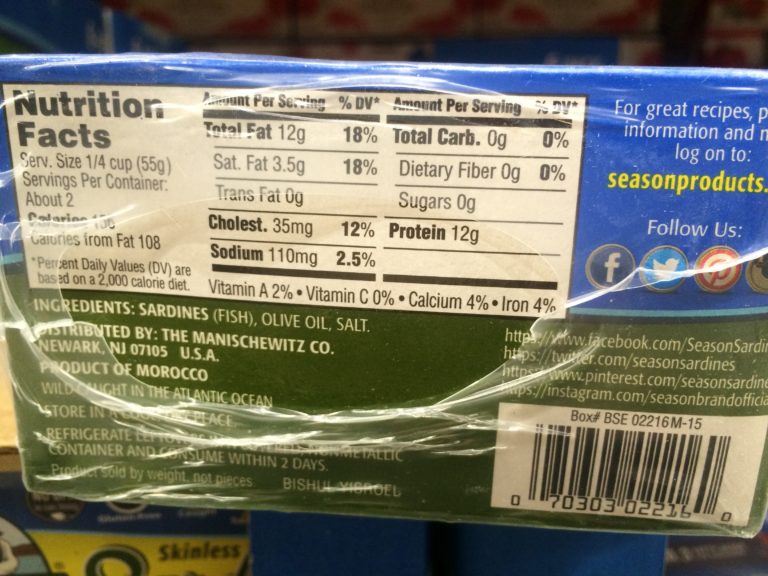 Nutrition
Facts
Serv. Size 1/4 cup (55g)
Servings Per Container:
About 2
Calories
Calories from Fat 108
*Percent Daily Values (DV) are
based on a 2,000 calorie diet.
Amount Per Serving % DV*
Total Fat 12g 18%
Sat. Fat 3.5g 18%
Trans Fat 0g
Cholest. 35mg 12%
Sodium 110mg 2.5%
Amount Per Serving % DV*
Total Carb. 0g 0%
Dietary Fiber 0g 0%
Sugars 0g
Protein 12g
Vitamin A 2% • Vitamin C 0% • Calcium 4% • Iron 4%
INGREDIENTS: SARDINES (FISH), OLIVE OIL, SALT.
DISTRIBUTED BY: THE MANISCHEWITZ CO.
NEWARK, NJ 07105 U.S.A.
PRODUCT OF MOROCCO
WILD CAUGHT IN THE ATLANTIC OCEAN
STORE IN A PLACE
REFRIGERATE
CONTAINER AND CONSUME WITHIN 2 DAYS.
Product sold by weight, not pieces.
BISHUL YISROEL
For great recipes, p
information and m
log on to:
seasonproducts.
Follow Us:
https://www.facebook.com/SeasonSardin
https://twitter.com/seasonsardines
https://www.pinterest.com/seasonsardine
https://instagram.com/seasonbrandofficia
Box# BSE 02216M-15
0 70303 02216 0
Skinless